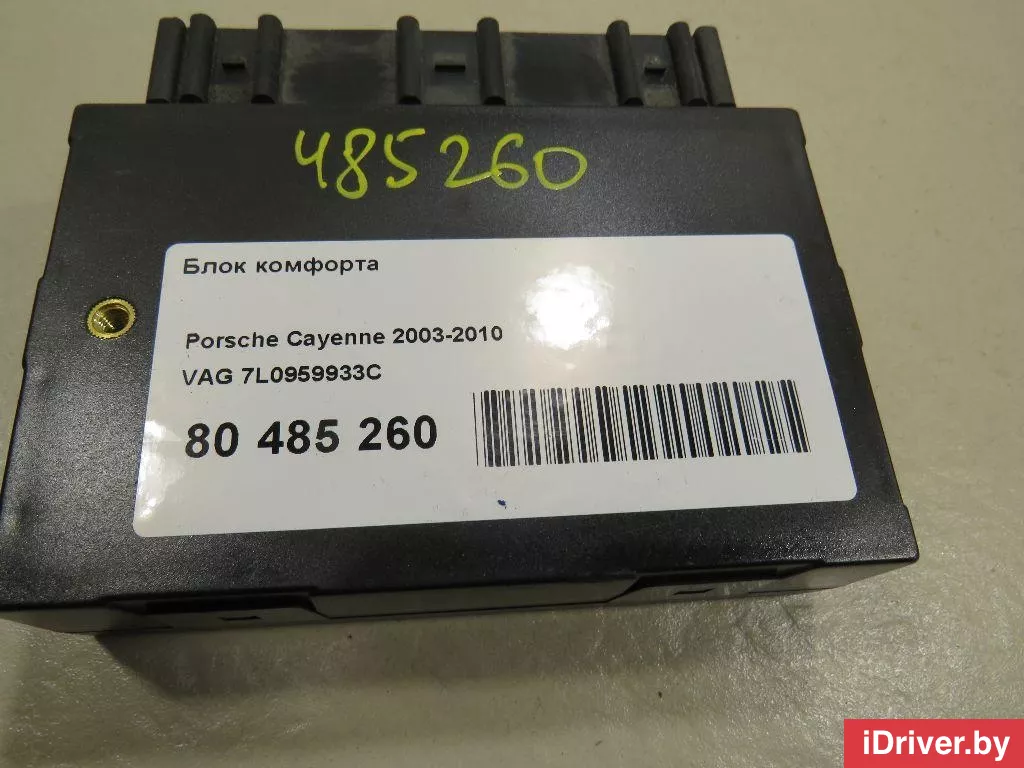 485260
Блок комфорта
Porsche Cayenne 2003-2010
VAG 7L0959933C
80 485 260
iDriver.by